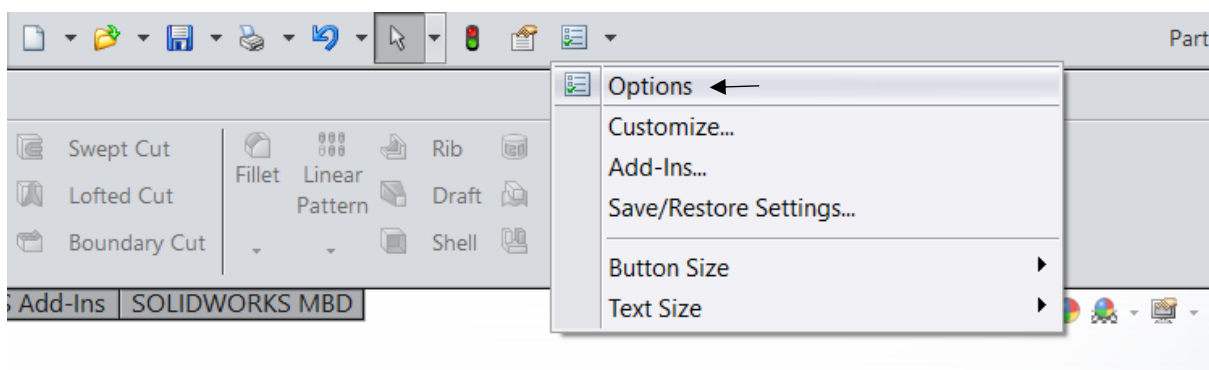 Part
Options
Customize...
Add-Ins...
Save/Restore Settings...
Button Size
Text Size
Swept Cut
Lofted Cut
Boundary Cut
Fillet
Linear
Pattern
Rib
Draft
Shell
S Add-Ins
SOLIDWORKS MBD